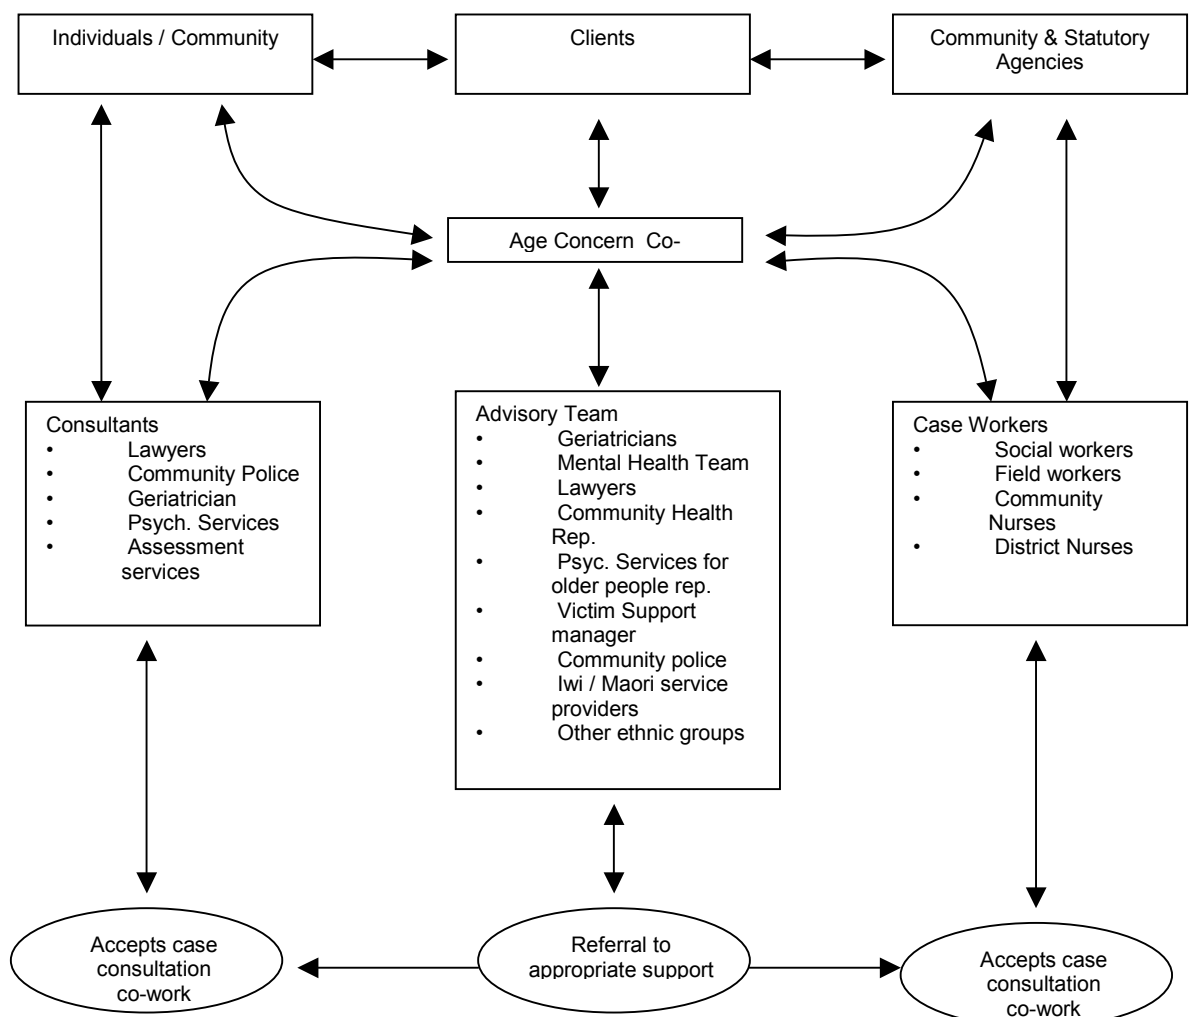 Individuals / Community
Clients
Community & Statutory
Agencies
Age Concern Co-
Consultants
• Lawyers
• Community Police
• Geriatrician
• Psych. Services
• Assessment
services
Advisory Team
• Geriatricians
• Mental Health Team
• Lawyers
• Community Health
Rep.
• Psyc. Services for
older people rep.
• Victim Support
manager
• Community police
• Iwi / Maori service
providers
• Other ethnic groups
Case Workers
• Social workers
• Field workers
• Community
Nurses
• District Nurses
Accepts case
consultation
co-work
Referral to
appropriate support
Accepts case
consultation
co-work